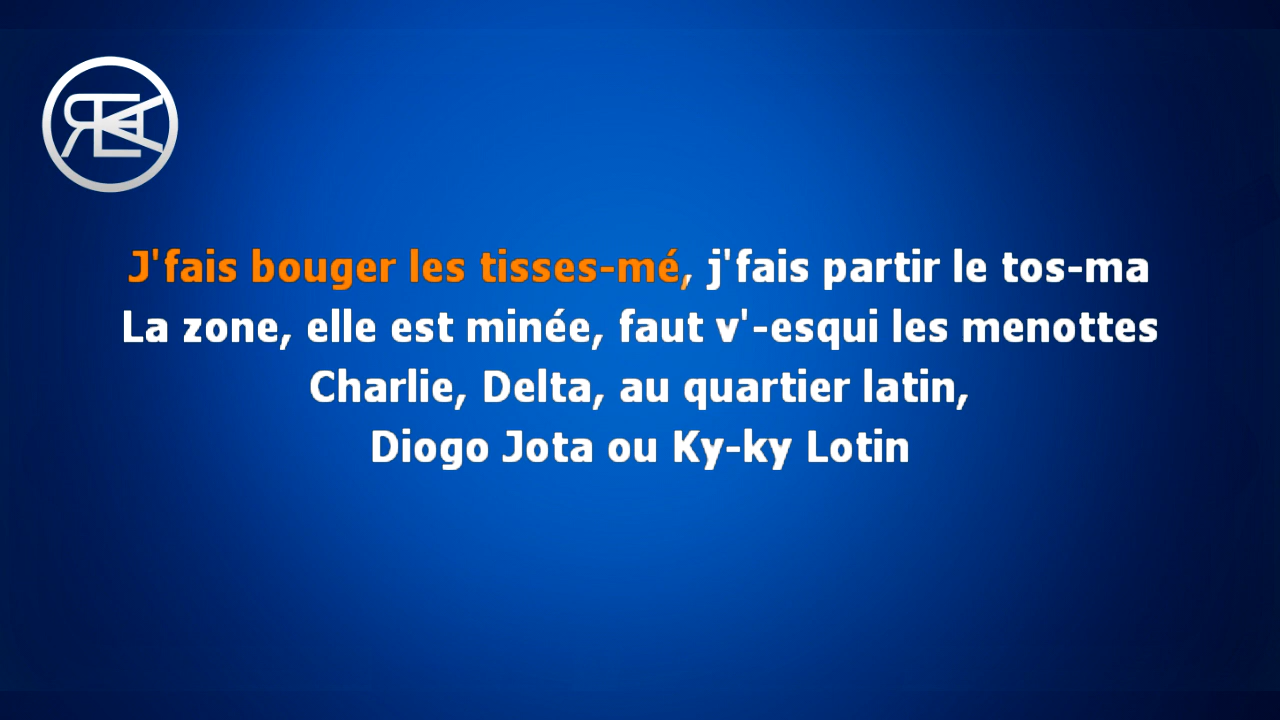 J'fais bouger les tisses-mé, j'fais partir le tos-ma
La zone, elle est minée, faut v'-esqui les menottes
Charlie, Delta, au quartier latin,
Diogo Jota ou Ky-ky Lotin